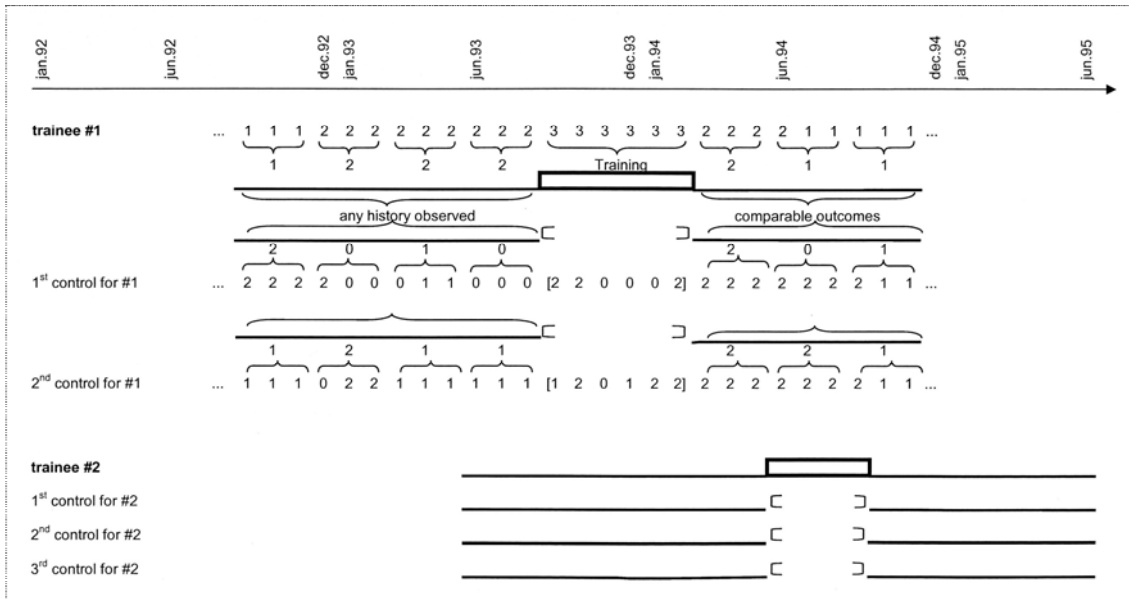 jan.92 jun.92 dec.92 jan.93 jun.93 dec.93 jan.94 jun.94 dec.94 jan.95 jun.95
trainee #1 ... 1 1 1 2 2 2 2 2 2 2 2 2 3 3 3 3 3 3 2 2 2 2 1 1 1 1 1 ...
1 2 2 2 Training 2 1 1
any history observed comparable outcomes
2 0 1 0 2 0 1
1st control for #1 ... 2 2 2 2 0 0 0 1 1 0 0 0 [2 2 0 0 0 2] 2 2 2 2 2 2 2 1 1 ...
1 2 1 1 2 2 1
2nd control for #1 ... 1 1 1 0 2 2 1 1 1 1 1 1 [1 2 0 1 2 2] 2 2 2 2 2 2 2 1 1 ...
trainee #2
1st control for #2
2nd control for #2
3rd control for #2